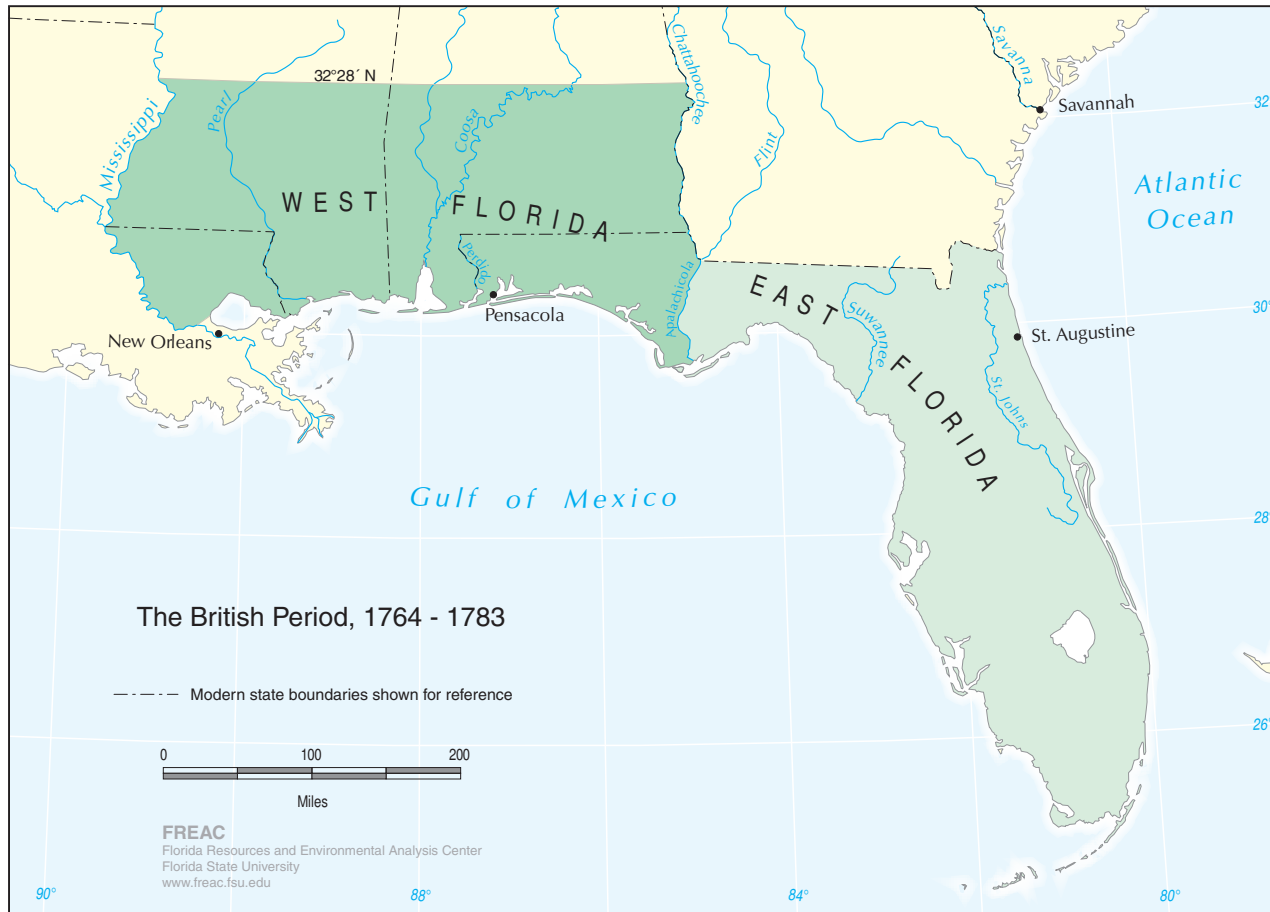 32°28´ N
Mississippi
Pearl
Coosa
Chattahoochee
Flint
Savanna
Savannah
32°
Atlantic
Ocean
WEST FLORIDA
Perdido
Apalachicola
Pensacola
New Orleans
EAST FLORIDA
Suwannee
St. Johns
St. Augustine
30°
Gulf of Mexico
28°
The British Period, 1764 - 1783
Modern state boundaries shown for reference
0 100 200
Miles
26°
FREAC
Florida Resources and Environmental Analysis Center
Florida State University
www.freac.fsu.edu
90° 88° 84° 80°